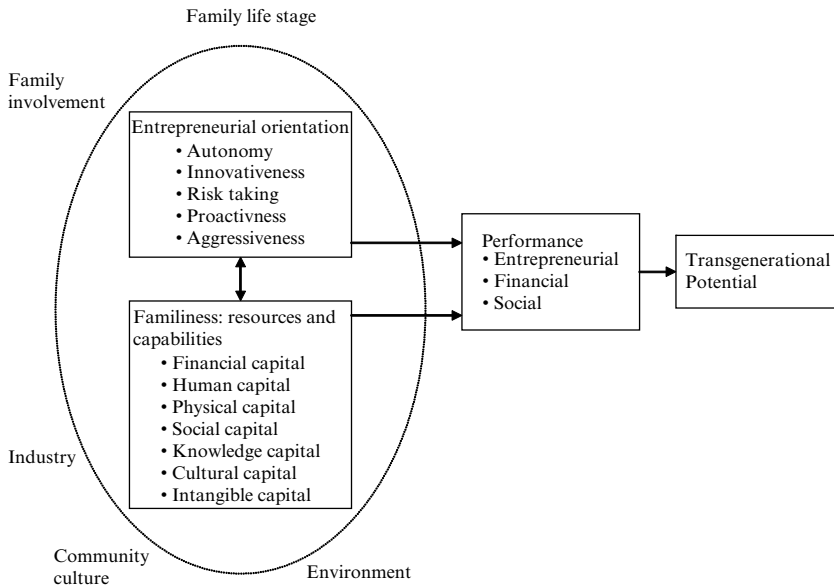 Family life stage
Family
involvement
Entrepreneurial orientation
• Autonomy
• Innovativeness
• Risk taking
• Proactivness
• Aggressiveness
Familiness: resources and
capabilities
• Financial capital
• Human capital
• Physical capital
• Social capital
• Knowledge capital
• Cultural capital
• Intangible capital
Performance
• Entrepreneurial
• Financial
• Social
Transgenerational
Potential
Industry
Community
culture
Environment